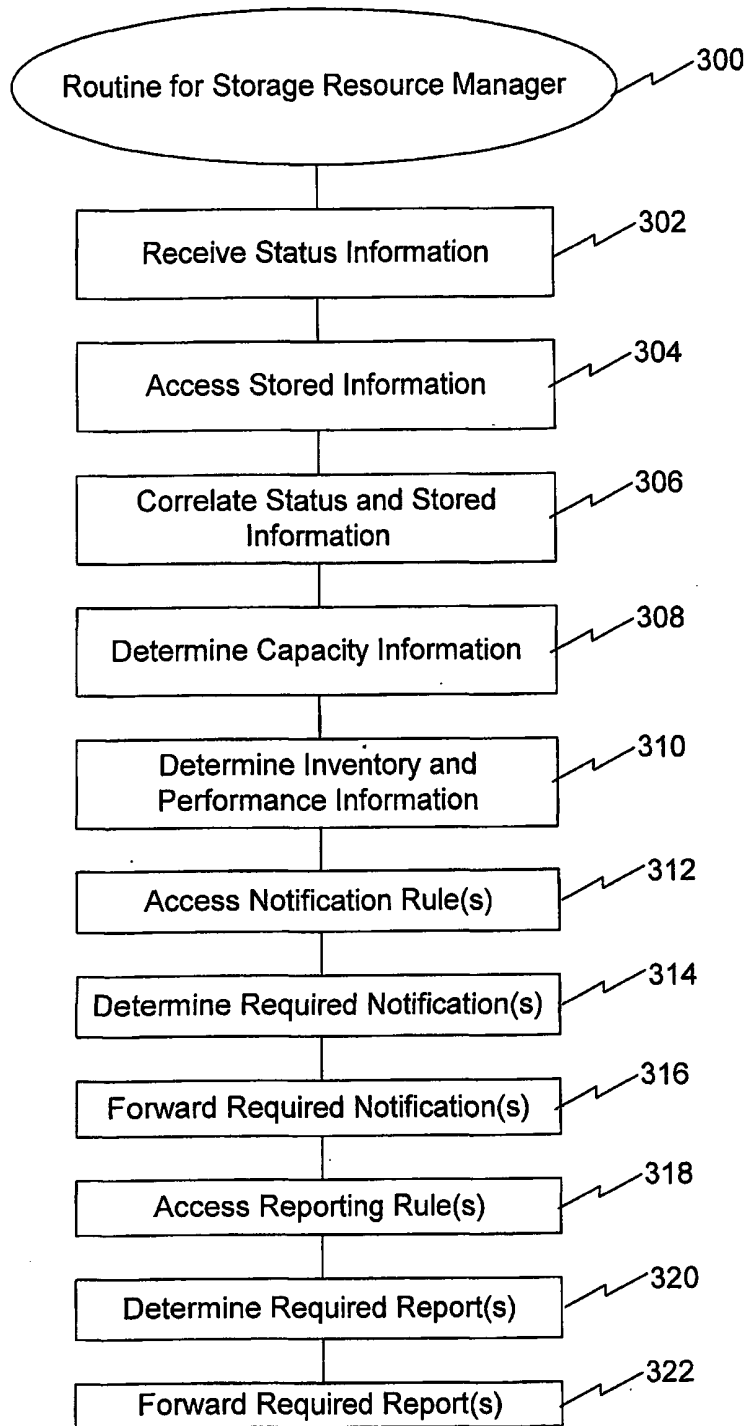 Routine for Storage Resource Manager
300
Receive Status Information
302
Access Stored Information
304
Correlate Status and Stored
Information
306
Determine Capacity Information
308
Determine Inventory and
Performance Information
310
Access Notification Rule(s)
312
Determine Required Notification(s)
314
Forward Required Notification(s)
316
Access Reporting Rule(s)
318
Determine Required Report(s)
320
Forward Required Report(s)
322